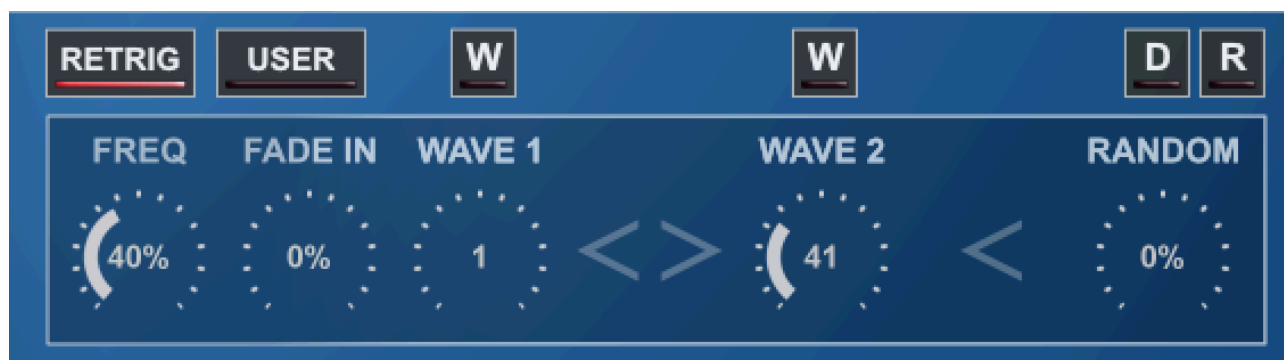 RETRIG USER W W D R
FREQ FADE IN WAVE 1 WAVE 2 RANDOM
40% 0% 1 < > 41 < 0%